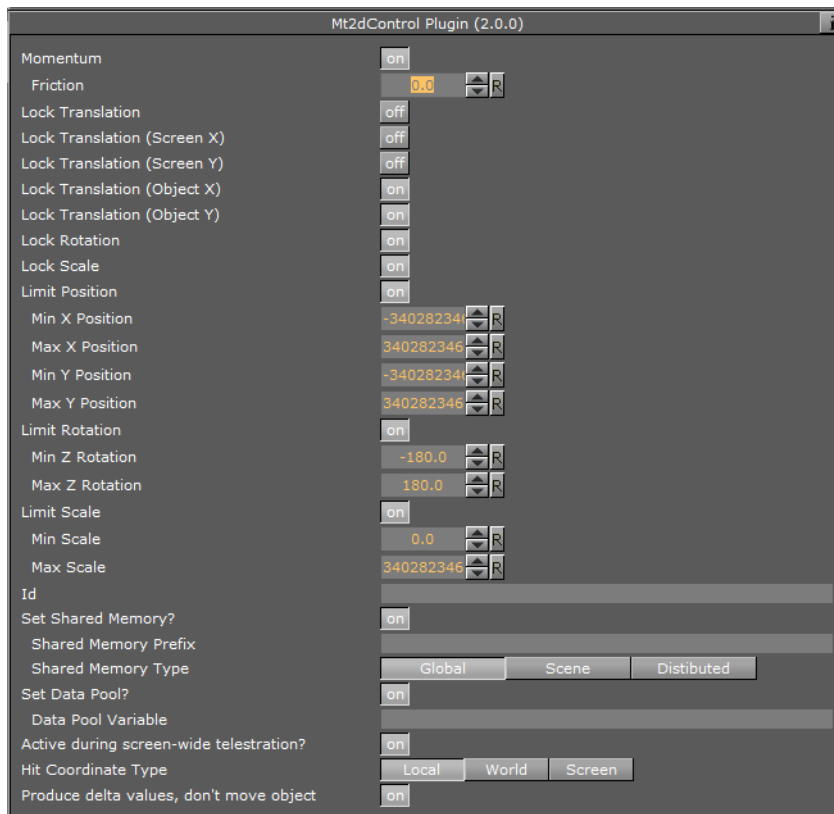 Mt2dControl Plugin (2.0.0) i
Momentum on
Friction 0.0 R
Lock Translation off
Lock Translation (Screen X) off
Lock Translation (Screen Y) off
Lock Translation (Object X) on
Lock Translation (Object Y) on
Lock Rotation on
Lock Scale on
Limit Position on
Min X Position -34028234 R
Max X Position 340282346 R
Min Y Position -34028234 R
Max Y Position 340282346 R
Limit Rotation on
Min Z Rotation -180.0 R
Max Z Rotation 180.0 R
Limit Scale on
Min Scale 0.0 R
Max Scale 340282346 R
Id
Set Shared Memory? on
Shared Memory Prefix
Shared Memory Type Global Scene Distibuted
Set Data Pool? on
Data Pool Variable
Active during screen-wide telestration? on
Hit Coordinate Type Local World Screen
Produce delta values, don't move object on